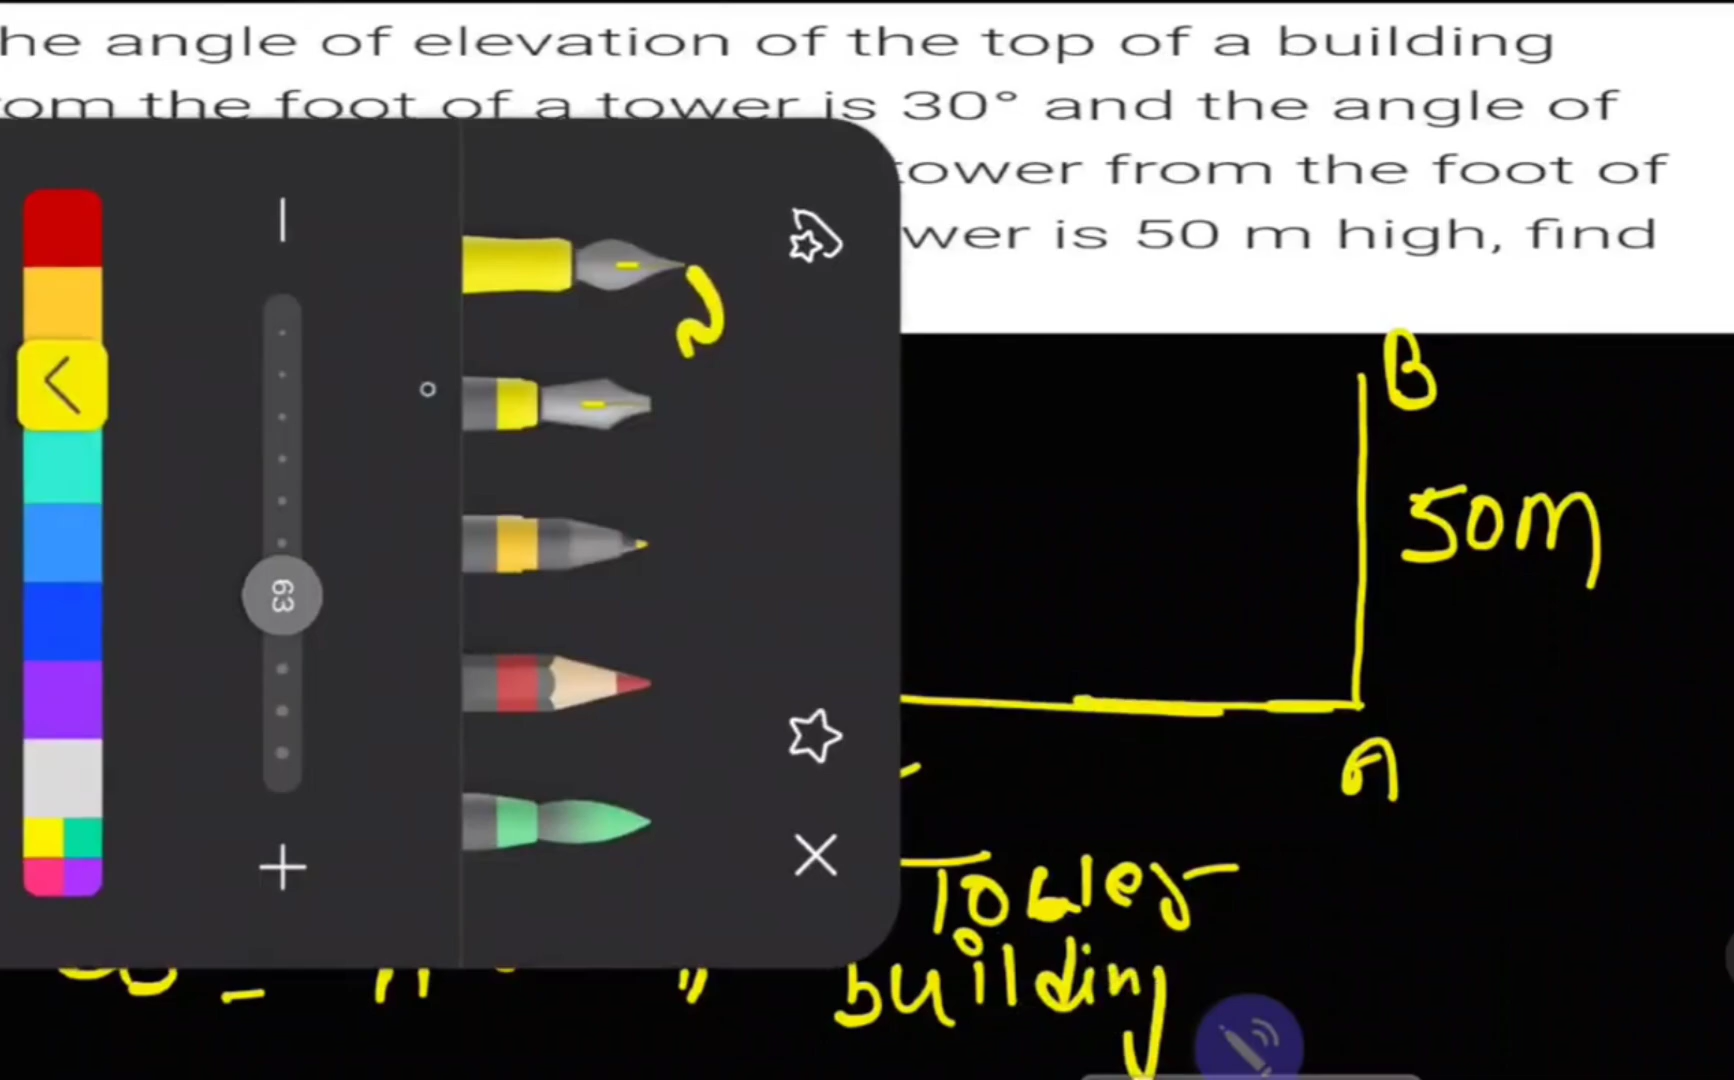 he angle of elevation of the top of a building
om the foot of a tower is 30° and the angle of
ower from the foot of
wer is 50 m high, find
B
50m
63
A
Tower
building